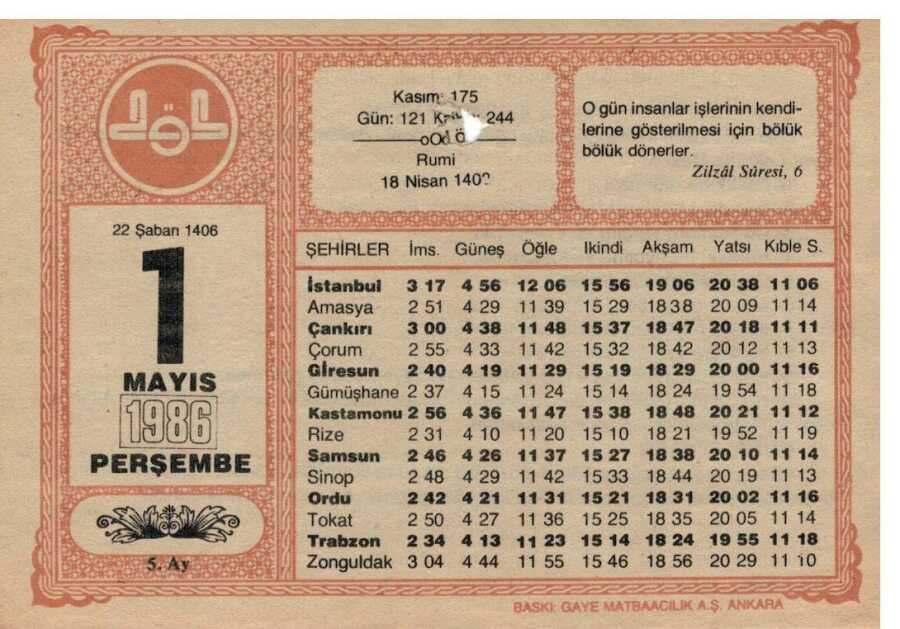 Kasım: 175
Gün: 121 244
Rumi
18 Nisan 140
O gün insanlar işlerinin kendi-
lerine gösterilmesi için bölük
bölük dönerler.
Zilzâl Sûresi, 6
22 Şaban 1406
1
MAYIS
1986
PERŞEMBE
5. Ay
ŞEHİRLER İms. Güneş Öğle Ikindi Akşam Yatsı Kıble S.
İstanbul 3 17 4 56 12 06 15 56 19 06 20 38 11 06
Amasya 2 51 4 29 11 39 15 29 18 38 20 09 11 14
Çankırı 3 00 4 38 11 48 15 37 18 47 20 18 11 11
Çorum 2 55 4 33 11 42 15 32 18 42 20 12 11 13
Gİresun 2 40 4 19 11 29 15 19 18 29 20 00 11 16
Gümüşhane 2 37 4 15 11 24 15 14 18 24 19 54 11 18
Kastamonu 2 56 4 36 11 47 15 38 18 48 20 21 11 12
Rize 2 31 4 10 11 20 15 10 18 21 19 52 11 19
Samsun 2 46 4 26 11 37 15 27 18 38 20 10 11 14
Sinop 2 48 4 29 11 42 15 33 18 44 20 19 11 13
Ordu 2 42 4 21 11 31 15 21 18 31 20 02 11 16
Tokat 2 50 4 27 11 36 15 25 18 35 20 05 11 14
Trabzon 2 34 4 13 11 23 15 14 18 24 19 55 11 18
Zonguldak 3 04 4 44 11 55 15 46 18 56 20 29 11 10
BASKI: GAYE MATBAACILIK A.Ş. ANKARA